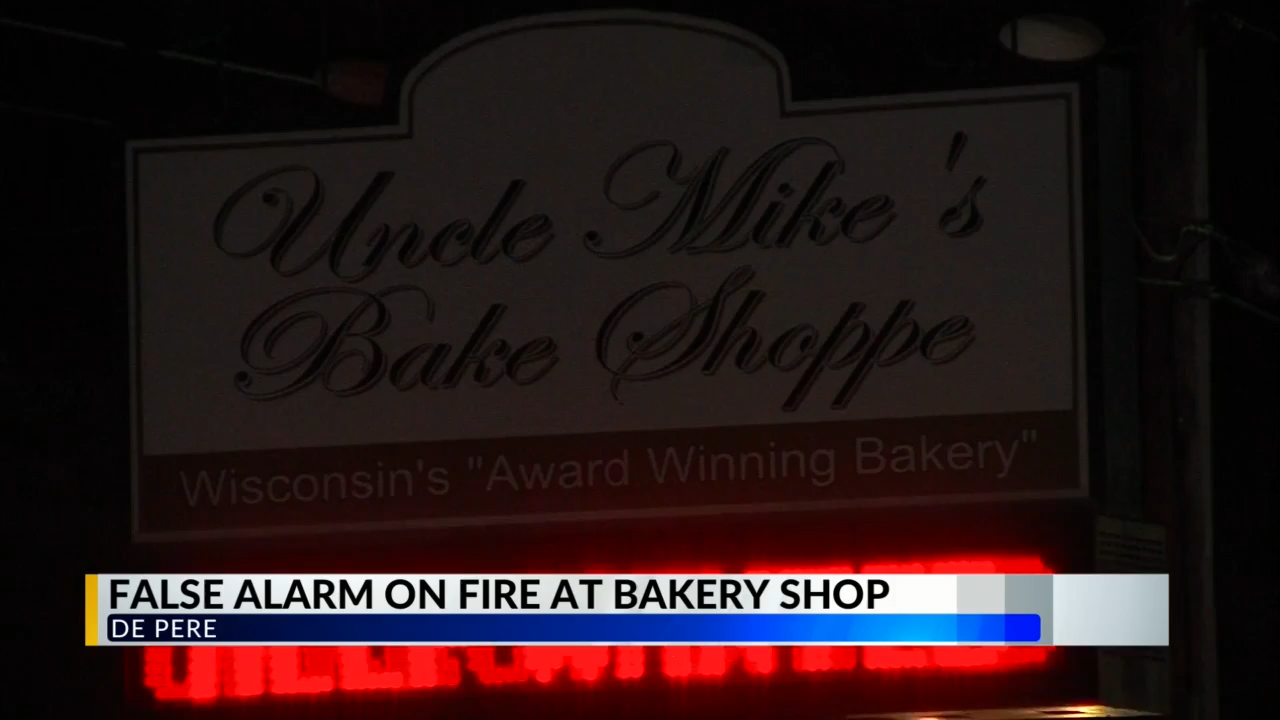 Uncle Mike's
Bake Shoppe
Wisconsin's "Award Winning Bakery"
FALSE ALARM ON FIRE AT BAKERY SHOP
DE PERE